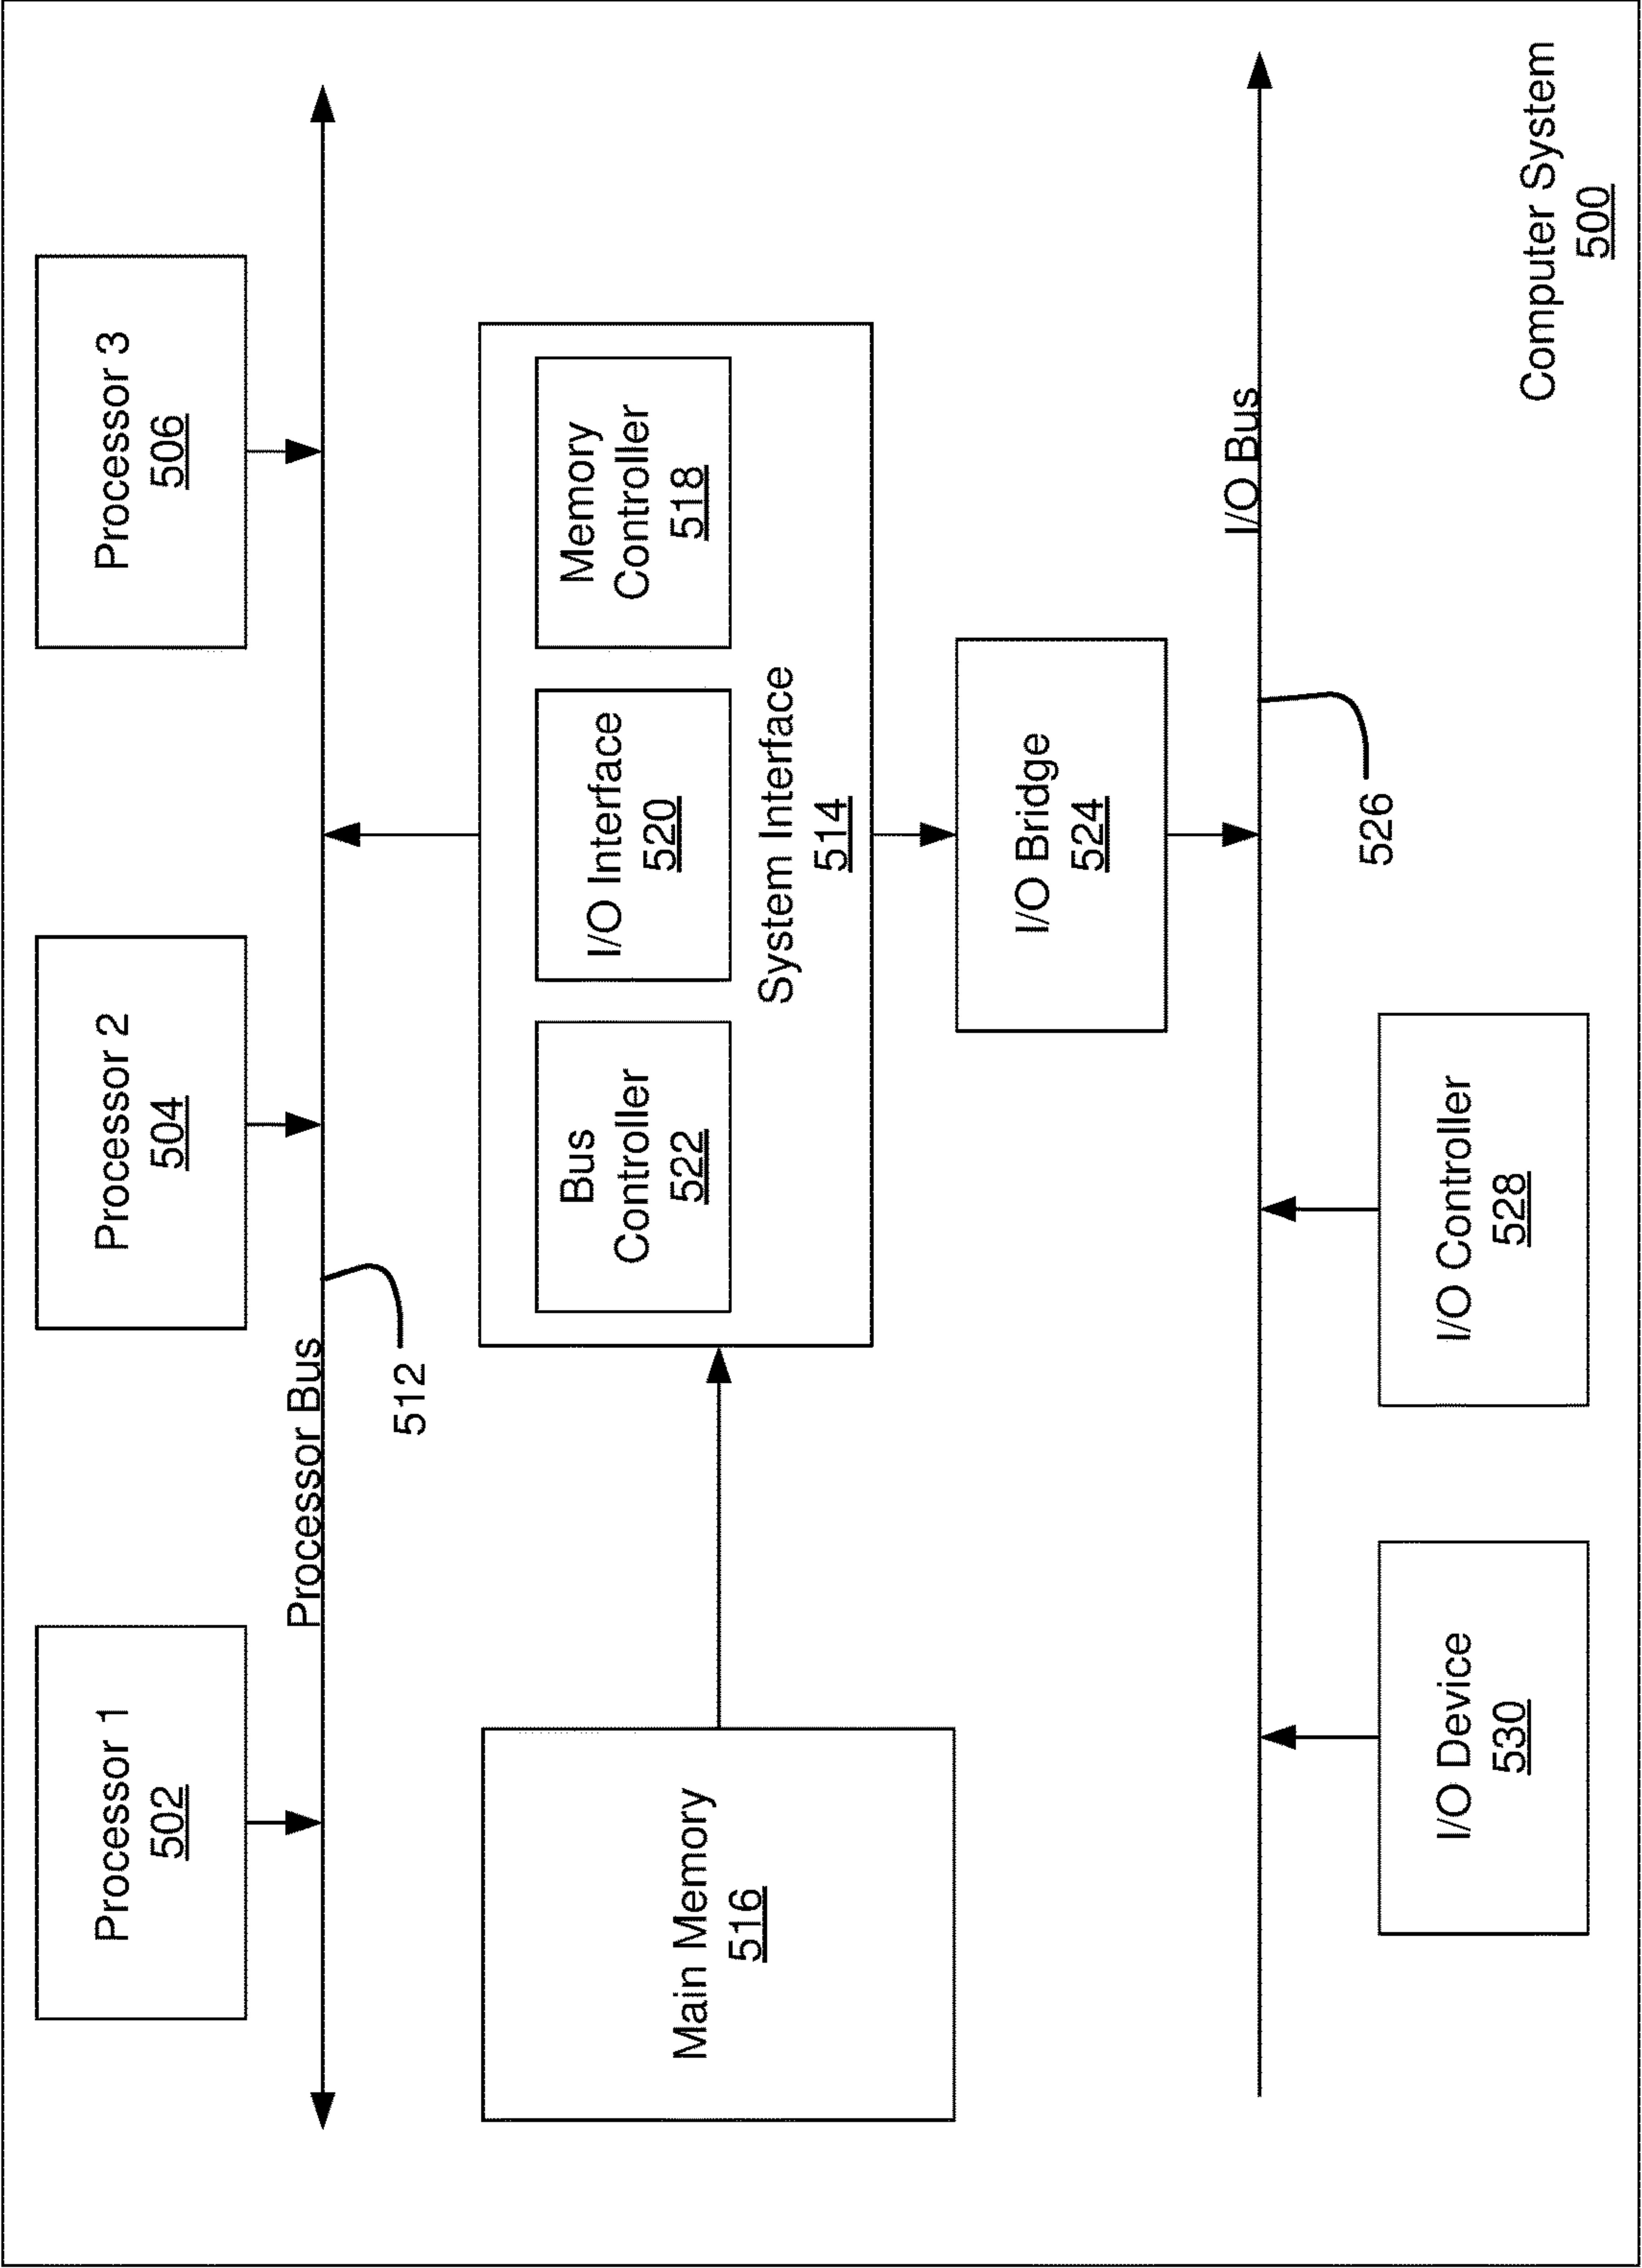 Processor 1
502
Processor 2
504
Processor 3
506
Processor Bus
512
Main Memory
516
Bus
Controller
522
I/O Interface
520
Memory
Controller
518
System Interface
514
I/O Bridge
524
I/O Bus
526
I/O Device
530
I/O Controller
528
Computer System
500